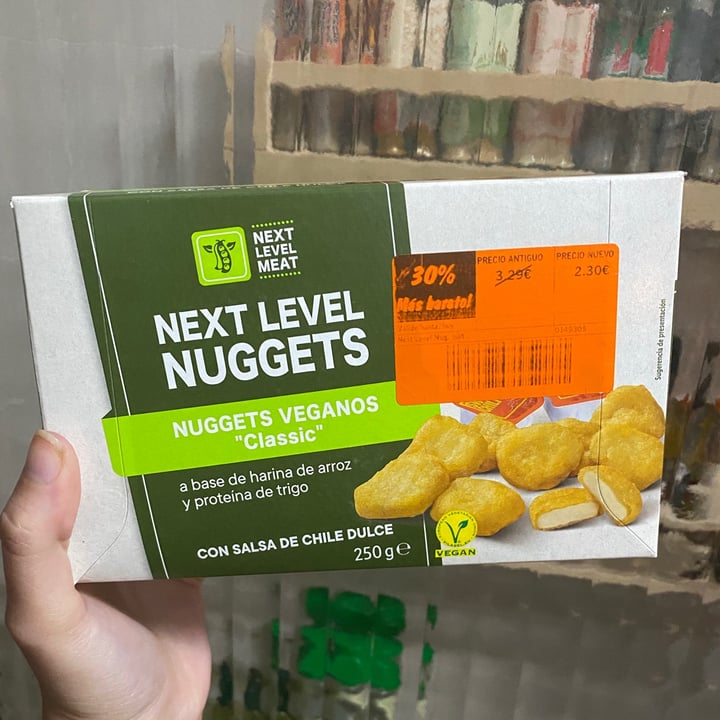 NEXT
LEVEL
MEAT
NEXT LEVEL
NUGGETS
NUGGETS VEGANOS
"Classic"
a base de harina de arroz
y proteína de trigo
CON SALSA DE CHILE DULCE
250 g e
30%
Más barato!
PRECIO ANTIGUO
3,29€
PRECIO NUEVO
2.30€
Sugerencia de presentación
VEGAN